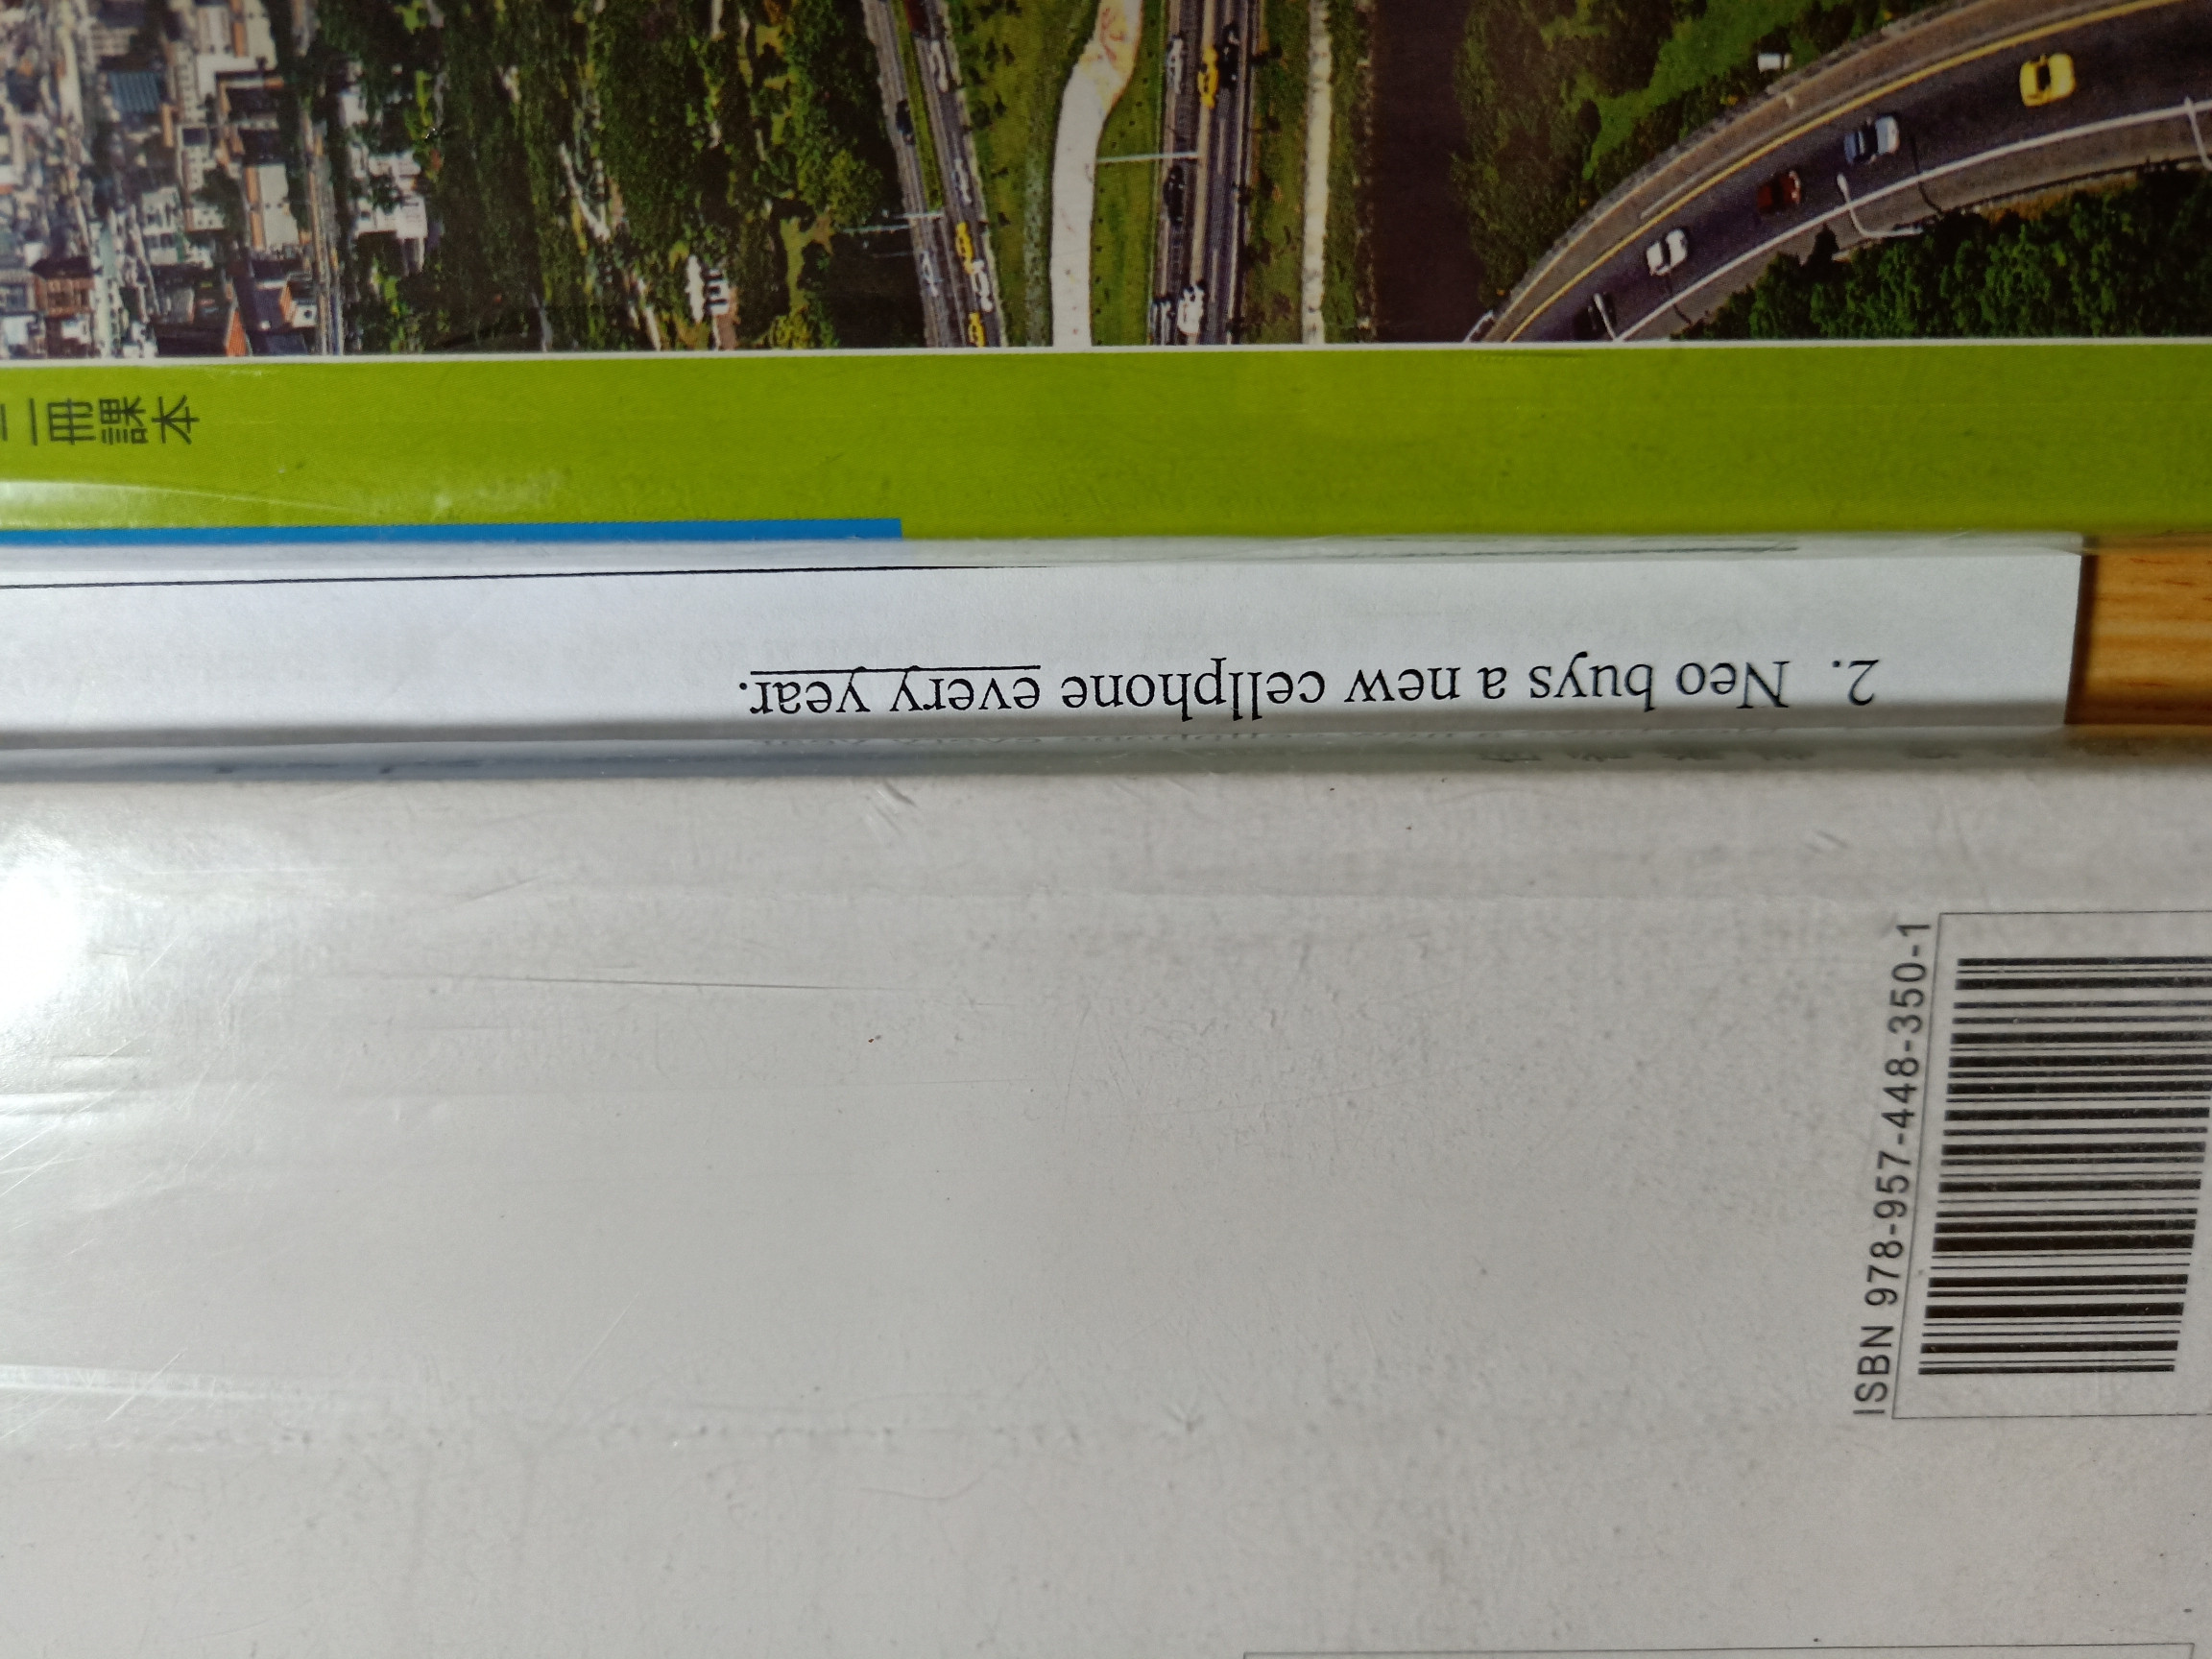 二冊課本
2. Neo buys a new cellphone every year.
ISBN 978-957-448-350-1